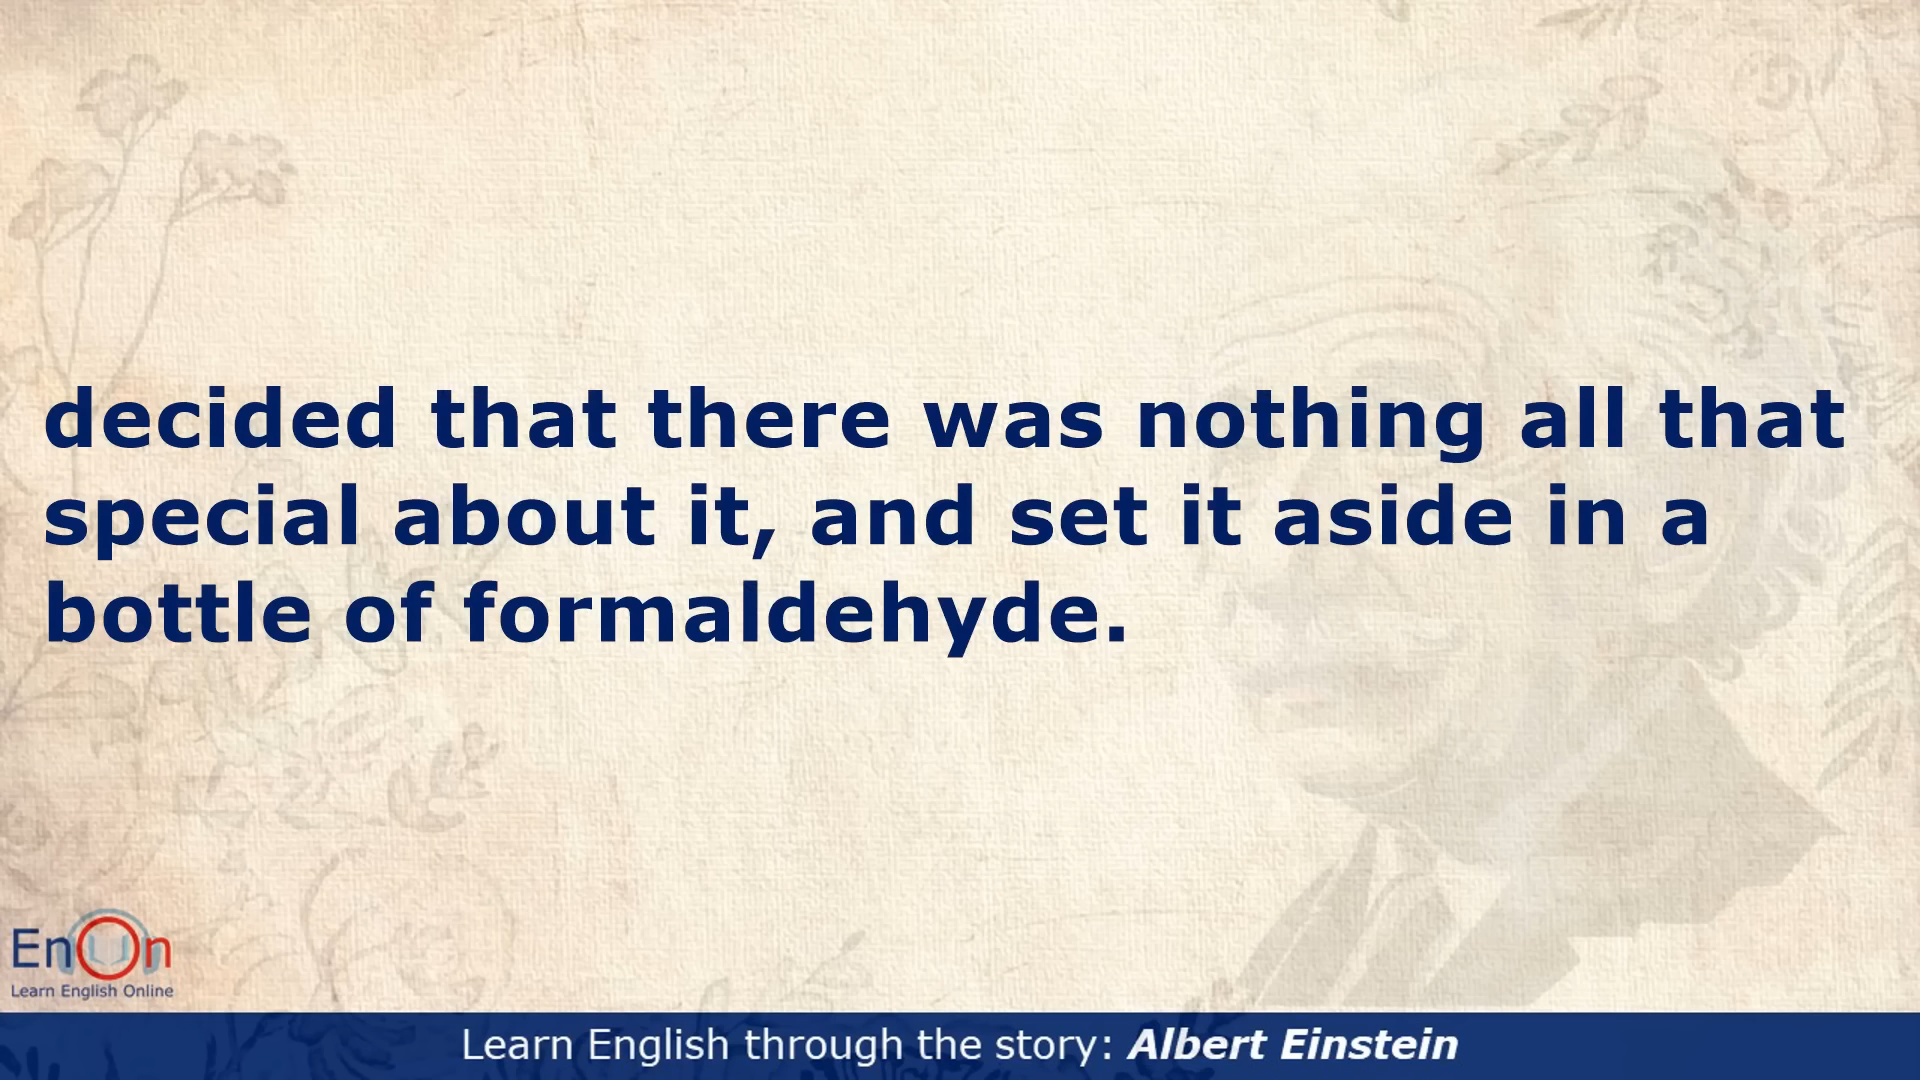 decided that there was nothing all that
special about it, and set it aside in a
bottle of formaldehyde.
EnOn
Learn English Online
Learn English through the story: Albert Einstein